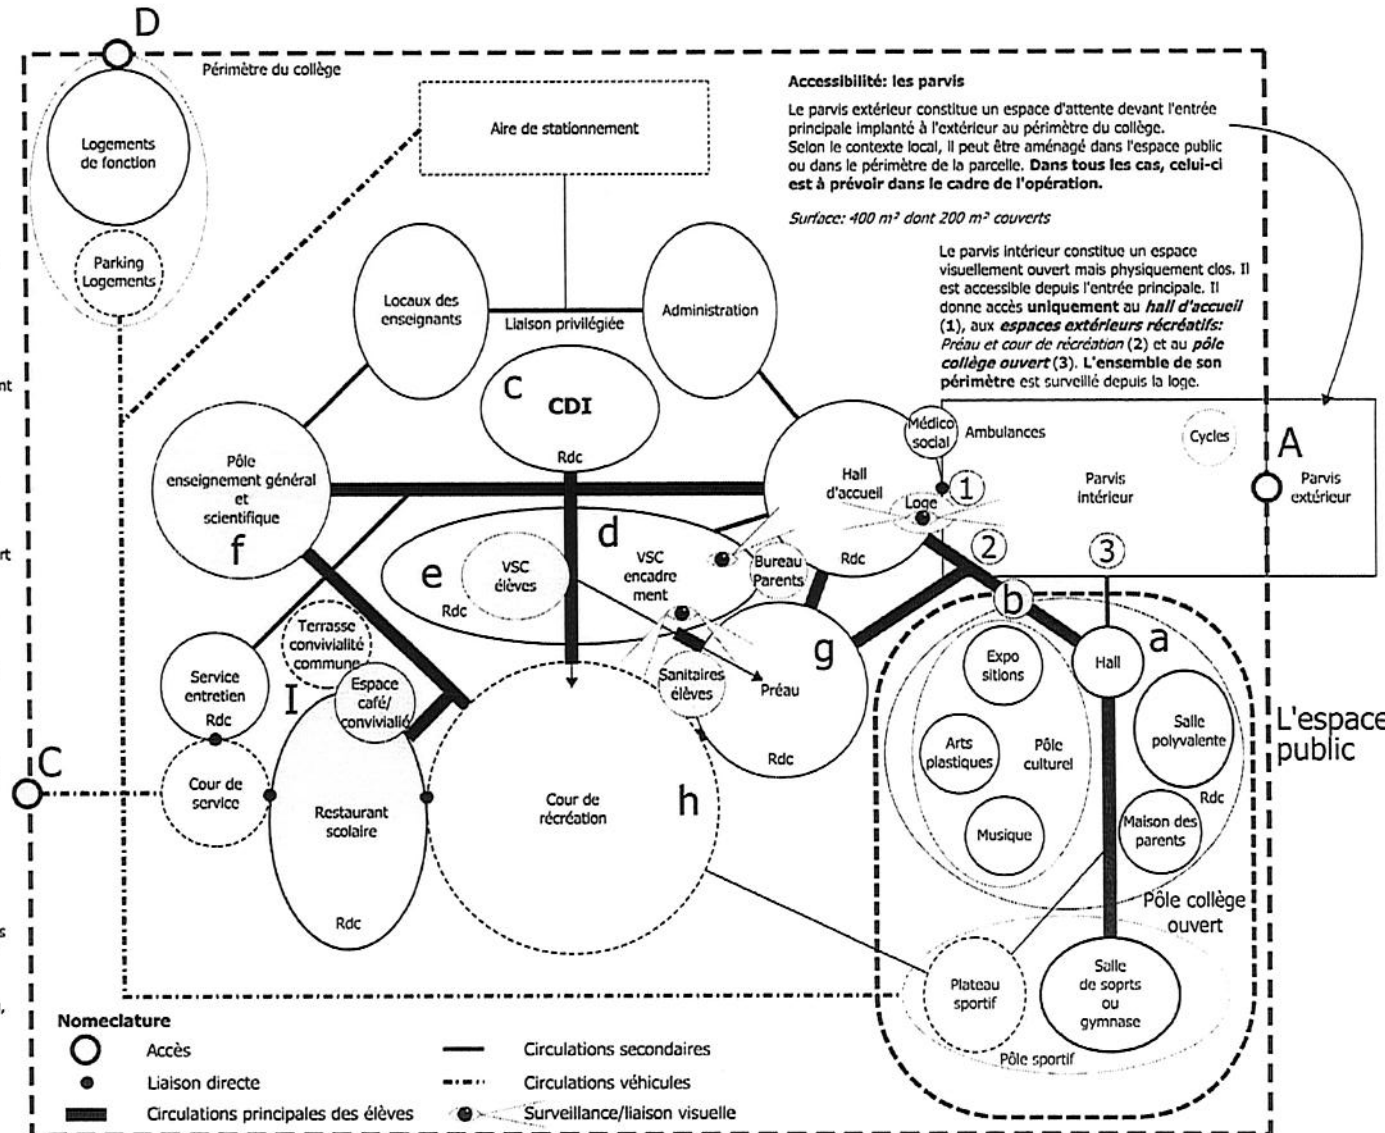 D
Périmètre du collège
Logements
de fonction
Parking
Logements
Aire de stationnement
Accessibilité: les parvis
Le parvis extérieur constitue un espace d'attente devant l'entrée
principale implanté à l'extérieur au périmètre du collège.
Selon le contexte local, il peut être aménagé dans l'espace public
ou dans le périmètre de la parcelle. Dans tous les cas, celui-ci
est à prévoir dans le cadre de l'opération.
Surface: 400 m² dont 200 m² couverts
Le parvis intérieur constitue un espace
visuellement ouvert mais physiquement clos. Il
est accessible depuis l'entrée principale. Il
donne accès uniquement au hall d'accueil
(1), aux espaces extérieurs récréatifs:
Préau et cour de récréation (2) et au pôle
collège ouvert (3). L'ensemble de son
périmètre est surveillé depuis la loge.
Locaux des
enseignants
Liaison privilégiée
Administration
nt
C
CDI
Rdc
Pôle
enseignement général
et
scientifique
f
Hall
d'accueil
Rdc
Médico
social
Ambulances
Loge
1
2
3
Cycles
Parvis
intérieur
A
Parvis
extérieur
rt
d
e
VSC
élèves
Rdc
VSC
encadre
ment
Bureau
Parents
b
g
Préau
Rdc
Sanitaires
élèves
Terrasse
convivialité
commune
Espace
café/
convivialié
I
Service
entretien
Rdc
C
Cour de
service
Restaurant
scolaire
Rdc
Cour de
récréation
h
a
Hall
Expo
sitions
Arts
plastiques
Pôle
culturel
Musique
Salle
polyvalente
Rdc
Maison des
parents
L'espace
public
Pôle collège
ouvert
Plateau
sportif
Salle
de soprts
ou
gymnase
Pôle sportif
s
,
Nomeclature
Accès
Liaison directe
Circulations principales des élèves
Circulations secondaires
Circulations véhicules
Surveillance/liaison visuelle